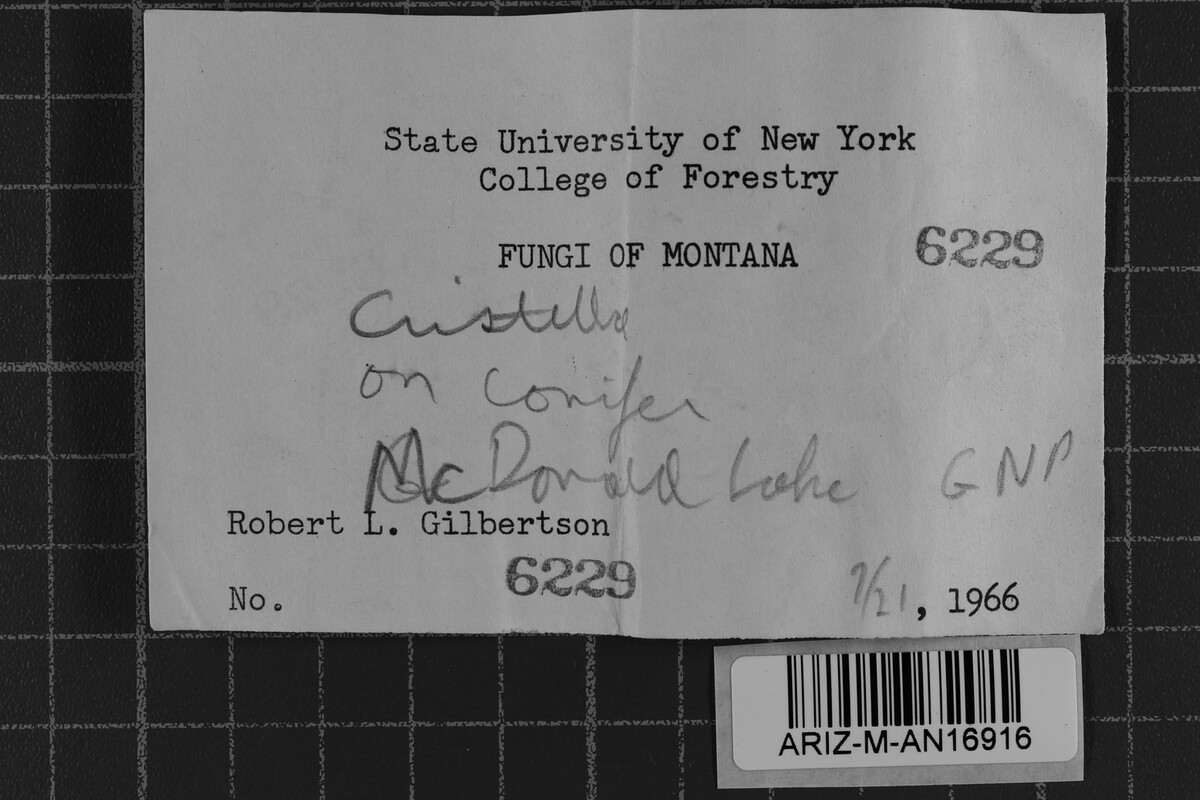 State University of New York
College of Forestry
FUNGI OF MONTANA 6229
Cristella
on conifer
McDonald Lake GNP
Robert L. Gilbertson
No. 6229 7/21, 1966
ARIZ-M-AN16916